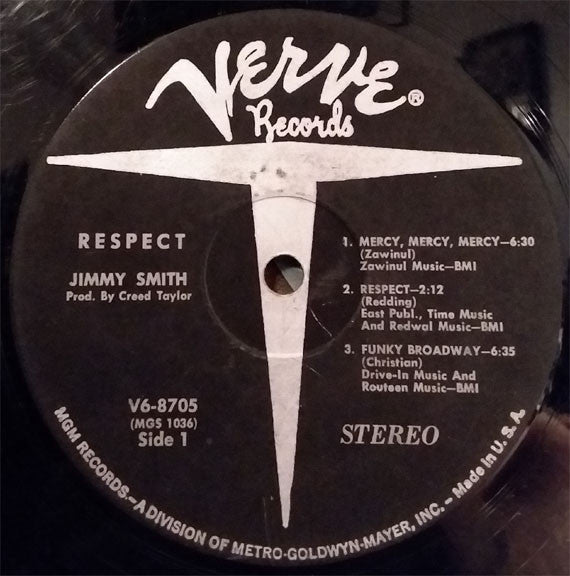 VERVE®
Records
RESPECT
JIMMY SMITH
Prod. By Creed Taylor
1. MERCY, MERCY, MERCY—6:30
(Zawinul)
Zawinul Music—BMI
2. RESPECT—2:12
(Redding)
East Publ., Time Music
And Redwal Music—BMI
3. FUNKY BROADWAY—6:35
(Christian)
Drive-In Music And
Routeen Music—BMI
V6-8705
(MGS 1036)
Side 1
STEREO
MGM RECORDS—A DIVISION OF METRO-GOLDWYN-MAYER, INC. — Made in U. S. A.